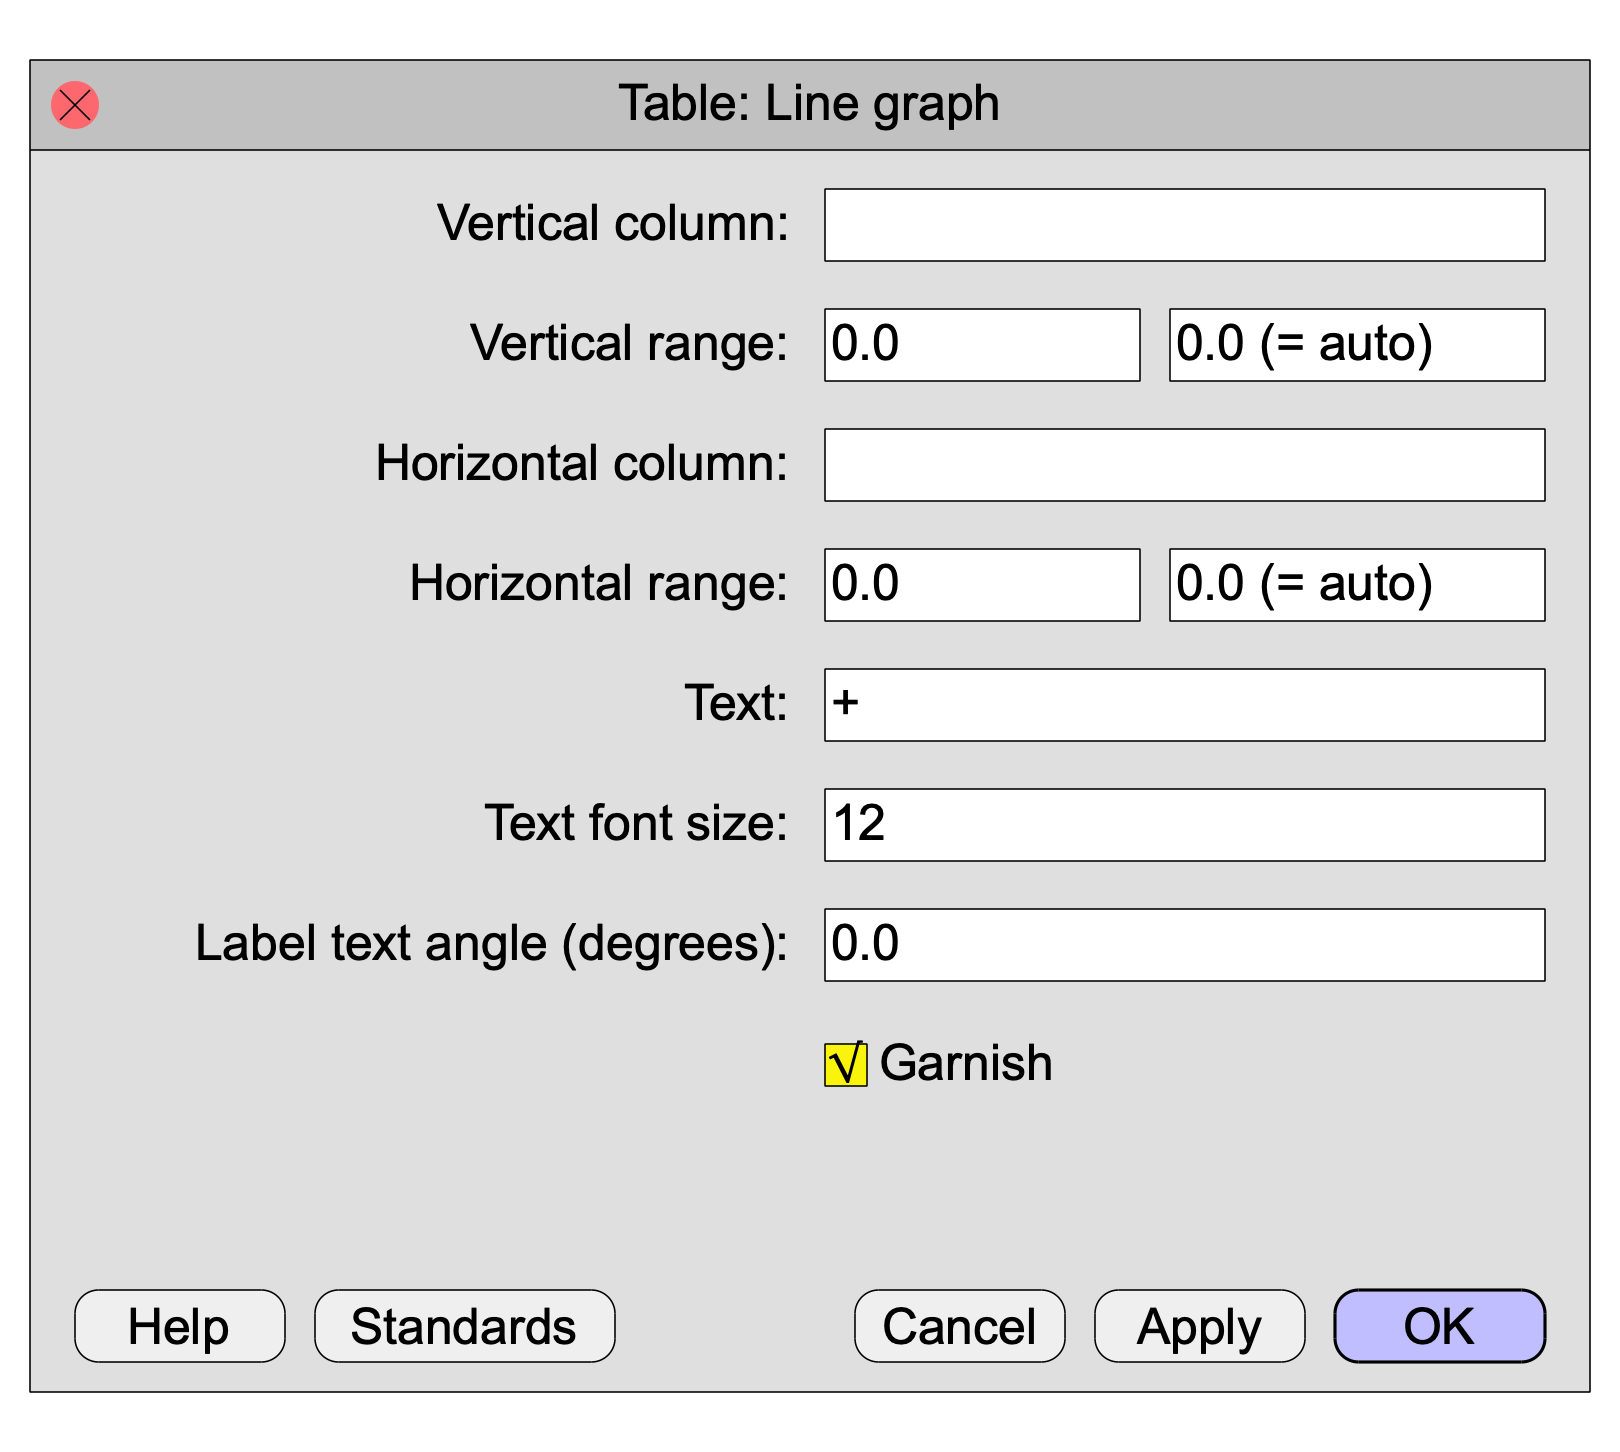 Table: Line graph
Vertical column:
Vertical range: 0.0 0.0 (= auto)
Horizontal column:
Horizontal range: 0.0 0.0 (= auto)
Text: +
Text font size: 12
Label text angle (degrees): 0.0
√ Garnish
Help Standards Cancel Apply OK